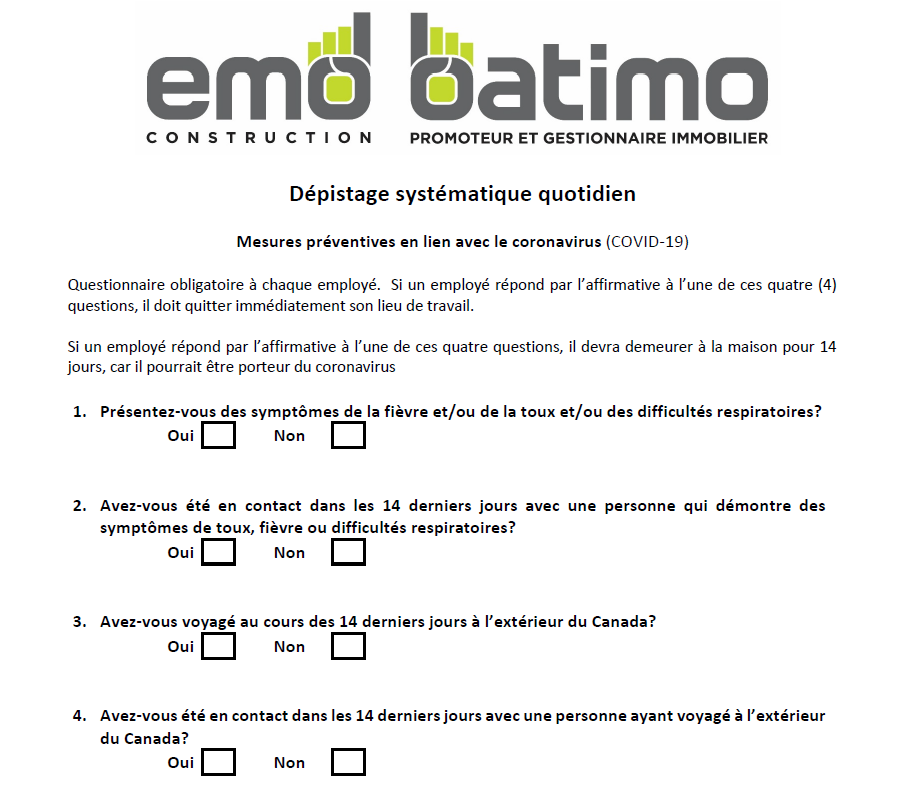 emd batimo
CONSTRUCTION PROMOTEUR ET GESTIONNAIRE IMMOBILIER
Dépistage systématique quotidien
Mesures préventives en lien avec le coronavirus (COVID-19)
Questionnaire obligatoire à chaque employé. Si un employé répond par l’affirmative à l’une de ces quatre (4)
questions, il doit quitter immédiatement son lieu de travail.
Si un employé répond par l’affirmative à l’une de ces quatre questions, il devra demeurer à la maison pour 14
jours, car il pourrait être porteur du coronavirus
1. Présentez-vous des symptômes de la fièvre et/ou de la toux et/ou des difficultés respiratoires?
Oui Non
2. Avez-vous été en contact dans les 14 derniers jours avec une personne qui démontre des
symptômes de toux, fièvre ou difficultés respiratoires?
Oui Non
3. Avez-vous voyagé au cours des 14 derniers jours à l’extérieur du Canada?
Oui Non
4. Avez-vous été en contact dans les 14 derniers jours avec une personne ayant voyagé à l’extérieur
du Canada?
Oui Non